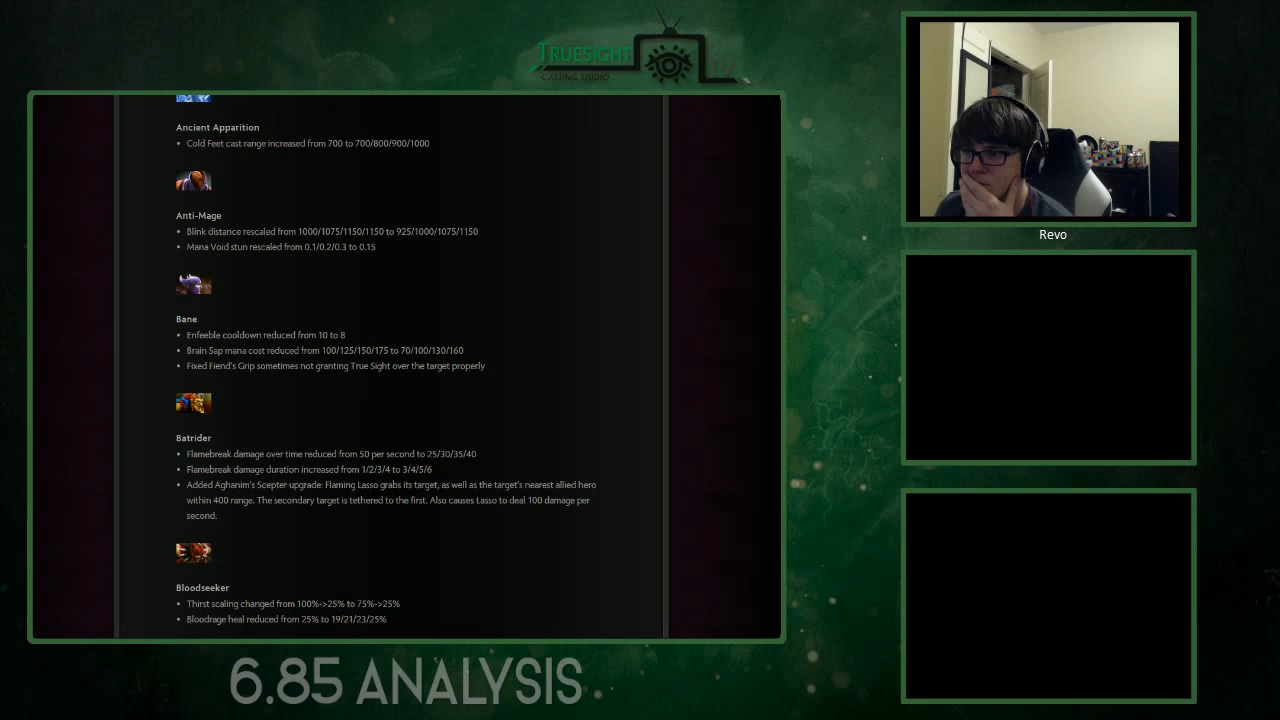 TRUESIGHT
CASTING STUDIO
TV
Ancient Apparition
• Cold Feet cast range increased from 700 to 700/800/900/1000
Anti-Mage
• Blink distance rescaled from 1000/1075/1150/1150 to 925/1000/1075/1150
• Mana Void stun rescaled from 0.1/0.2/0.3 to 0.15
Bane
• Enfeeble cooldown reduced from 10 to 8
• Brain Sap mana cost reduced from 100/125/150/175 to 70/100/130/160
• Fixed Fiend's Grip sometimes not granting True Sight over the target properly
Batrider
• Flamebreak damage over time reduced from 50 per second to 25/30/35/40
• Flamebreak damage duration increased from 1/2/3/4 to 3/4/5/6
• Added Aghanim's Scepter upgrade: Flaming Lasso grabs its target, as well as the target's nearest allied hero
within 400 range. The secondary target is tethered to the first. Also causes Lasso to deal 100 damage per
second.
Bloodseeker
• Thirst scaling changed from 100%->25% to 75%->25%
• Bloodrage heal reduced from 25% to 19/21/23/25%
Revo
6.85 ANALYSIS